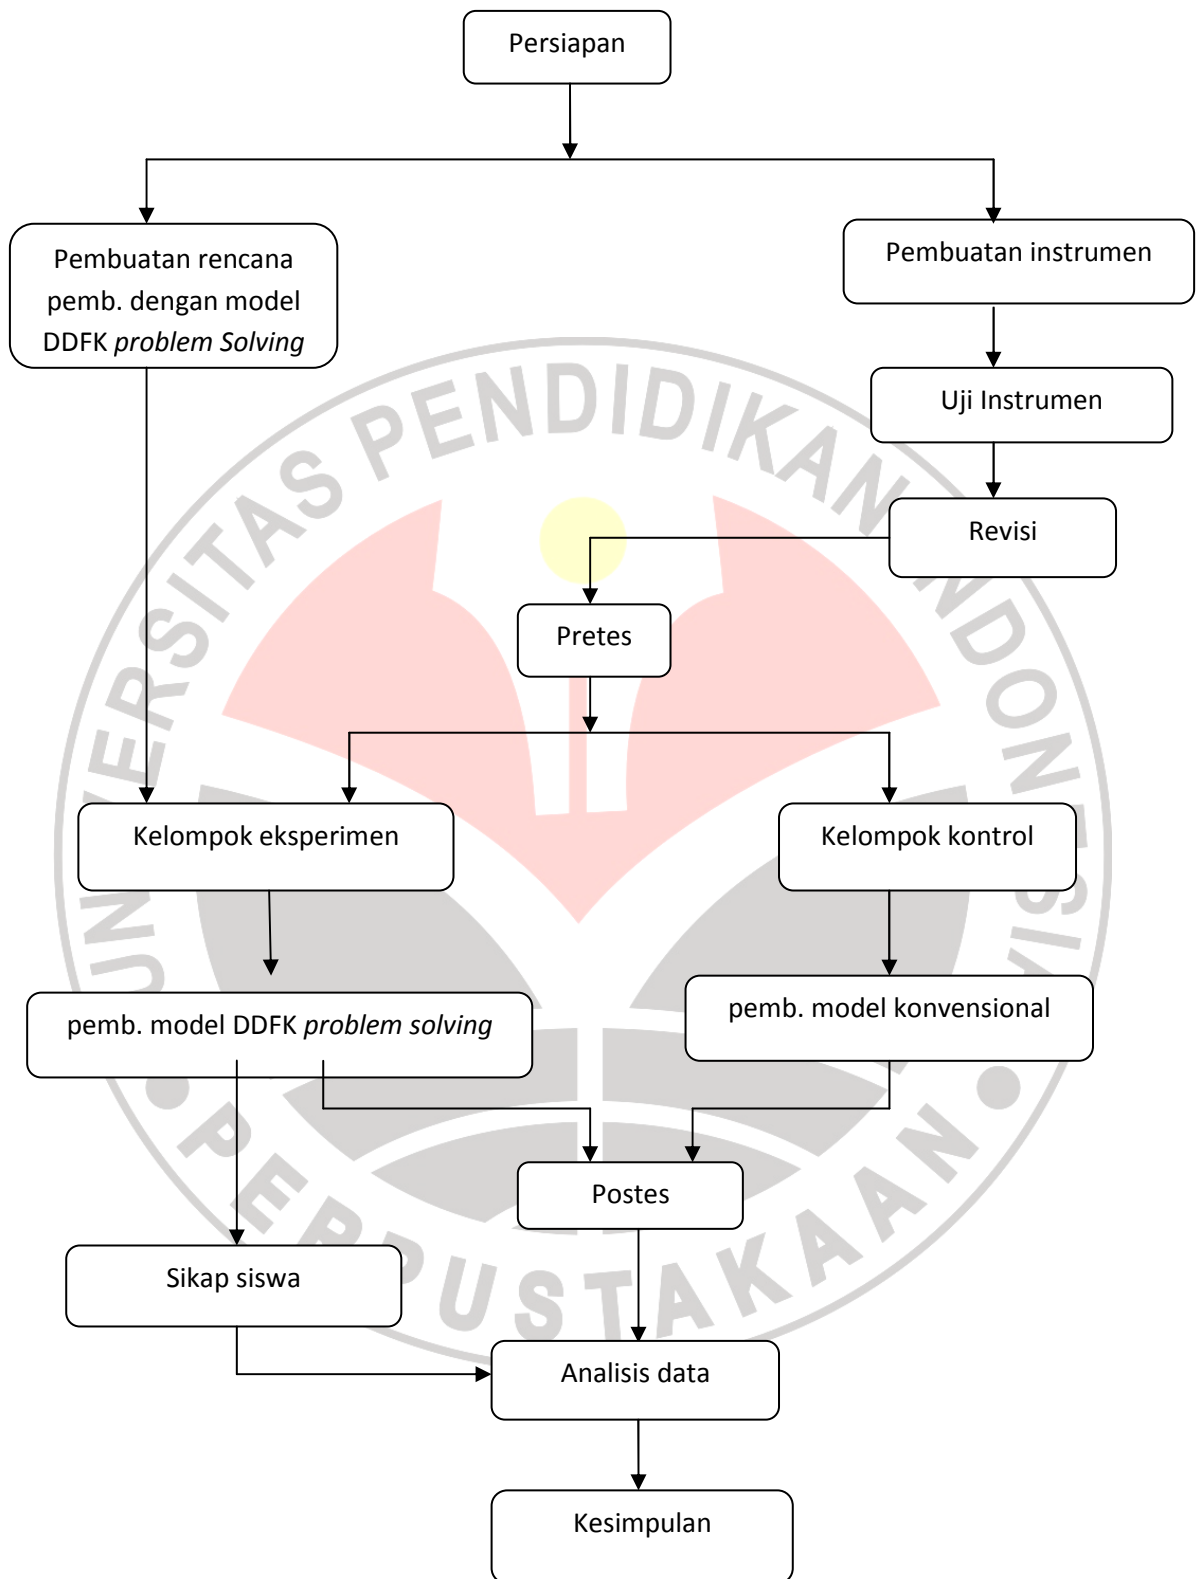 Persiapan
Pembuatan rencana
pemb. dengan model
DDFK problem Solving
Pembuatan instrumen
Uji Instrumen
Revisi
Pretes
Kelompok eksperimen
Kelompok kontrol
pemb. model DDFK problem solving
pemb. model konvensional
Postes
Sikap siswa
Analisis data
Kesimpulan
UNIVERSITAS PENDIDIKAN INDONESIA
PERPUSTAKAAN